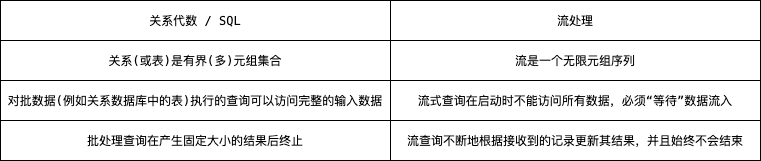 关系代数 / SQL
流处理
关系(或表)是有界(多)元组集合
流是一个无限元组序列
对批数据(例如关系数据库中的表)执行的查询可以访问完整的输入数据
流式查询在启动时不能访问所有数据，必须“等待”数据流入
批处理查询在产生固定大小的结果后终止
流查询不断地根据接收到的记录更新其结果，并且始终不会结束